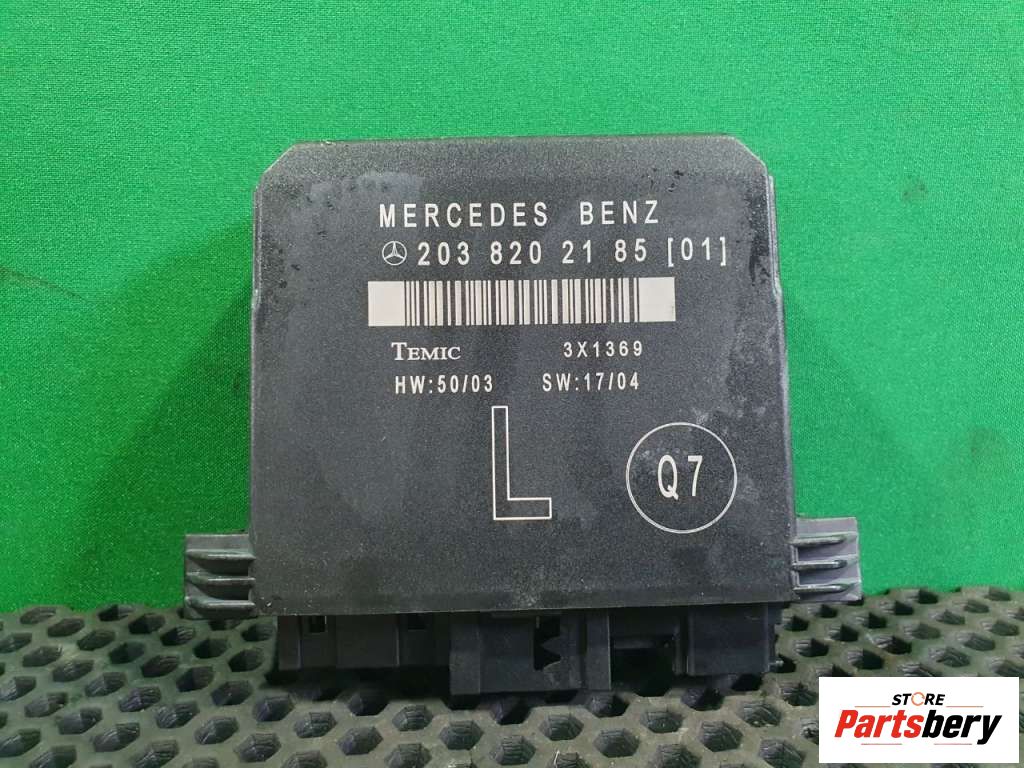 MERCEDES BENZ
203 820 21 85 [01]
TEMIC 3X1369
HW:50/03 SW:17/04
L
Q7
STORE
Partsbery